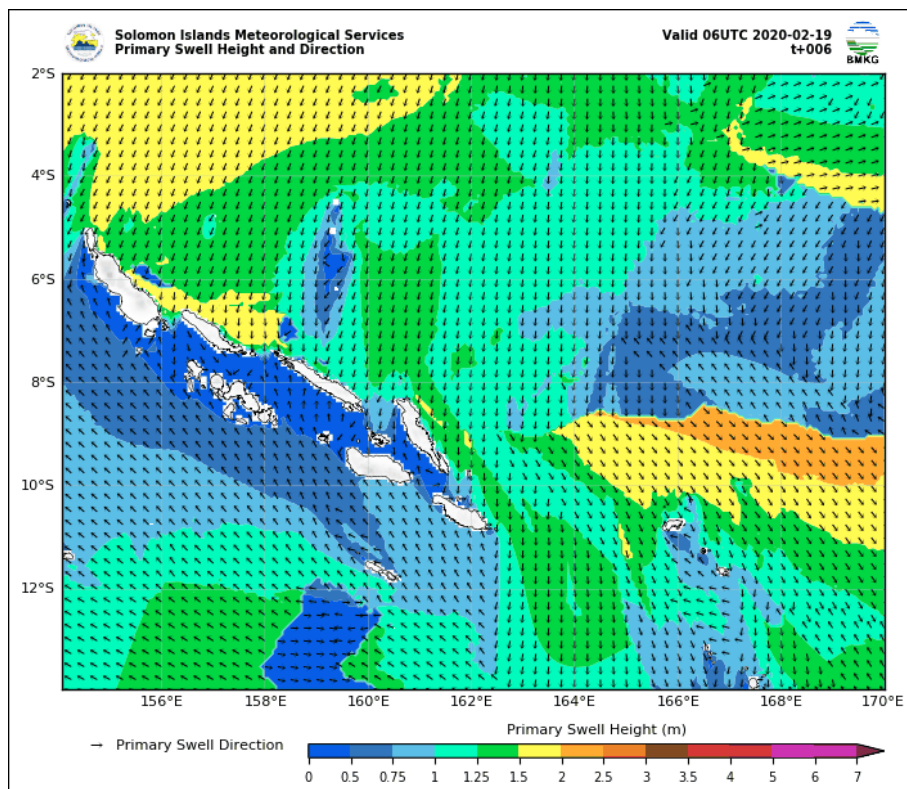 Solomon Islands Meteorological Services
Primary Swell Height and Direction
Valid 06UTC 2020-02-19
t+006
BMKG
2°S
4°S
6°S
8°S
10°S
12°S
156°E 158°E 160°E 162°E 164°E 166°E 168°E 170°E
Primary Swell Height (m)
→ Primary Swell Direction
0 0.5 0.75 1 1.25 1.5 2 2.5 3 3.5 4 5 6 7